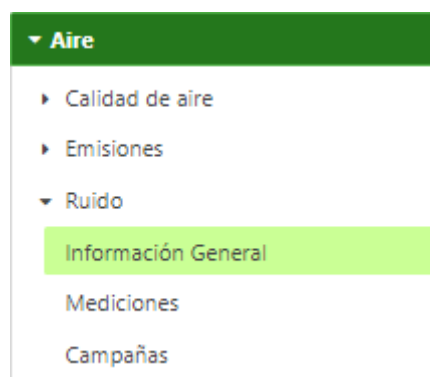 Aire
Calidad de aire
Emisiones
Ruido
Información General
Mediciones
Campañas